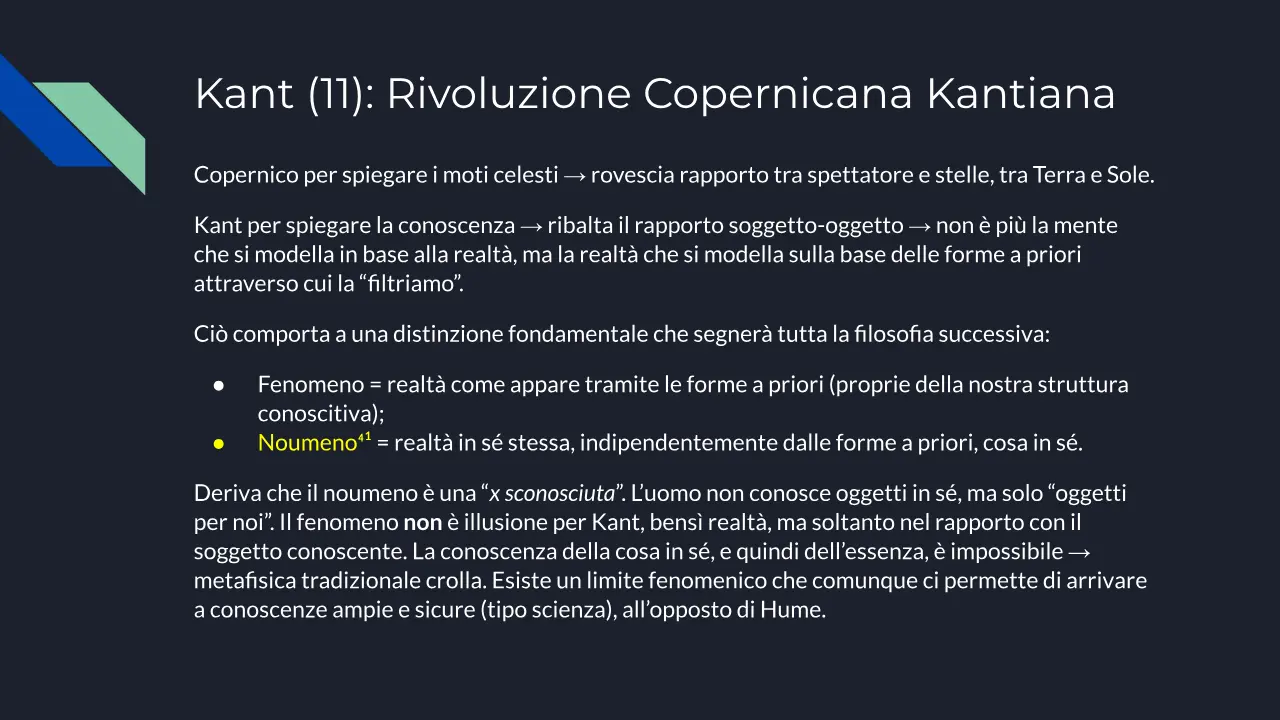 Kant (11): Rivoluzione Copernicana Kantiana
Copernico per spiegare i moti celesti → rovescia rapporto tra spettatore e stelle, tra Terra e Sole.
Kant per spiegare la conoscenza → ribalta il rapporto soggetto-oggetto → non è più la mente
che si modella in base alla realtà, ma la realtà che si modella sulla base delle forme a priori
attraverso cui la “filtriamo”.
Ciò comporta a una distinzione fondamentale che segnerà tutta la filosofia successiva:
● Fenomeno = realtà come appare tramite le forme a priori (proprie della nostra struttura
conoscitiva);
● Noumeno⁴¹ = realtà in sé stessa, indipendentemente dalle forme a priori, cosa in sé.
Deriva che il noumeno è una “x sconosciuta”. L’uomo non conosce oggetti in sé, ma solo “oggetti
per noi”. Il fenomeno non è illusione per Kant, bensì realtà, ma soltanto nel rapporto con il
soggetto conoscente. La conoscenza della cosa in sé, e quindi dell’essenza, è impossibile →
metafisica tradizionale crolla. Esiste un limite fenomenico che comunque ci permette di arrivare
a conoscenze ampie e sicure (tipo scienza), all’opposto di Hume.